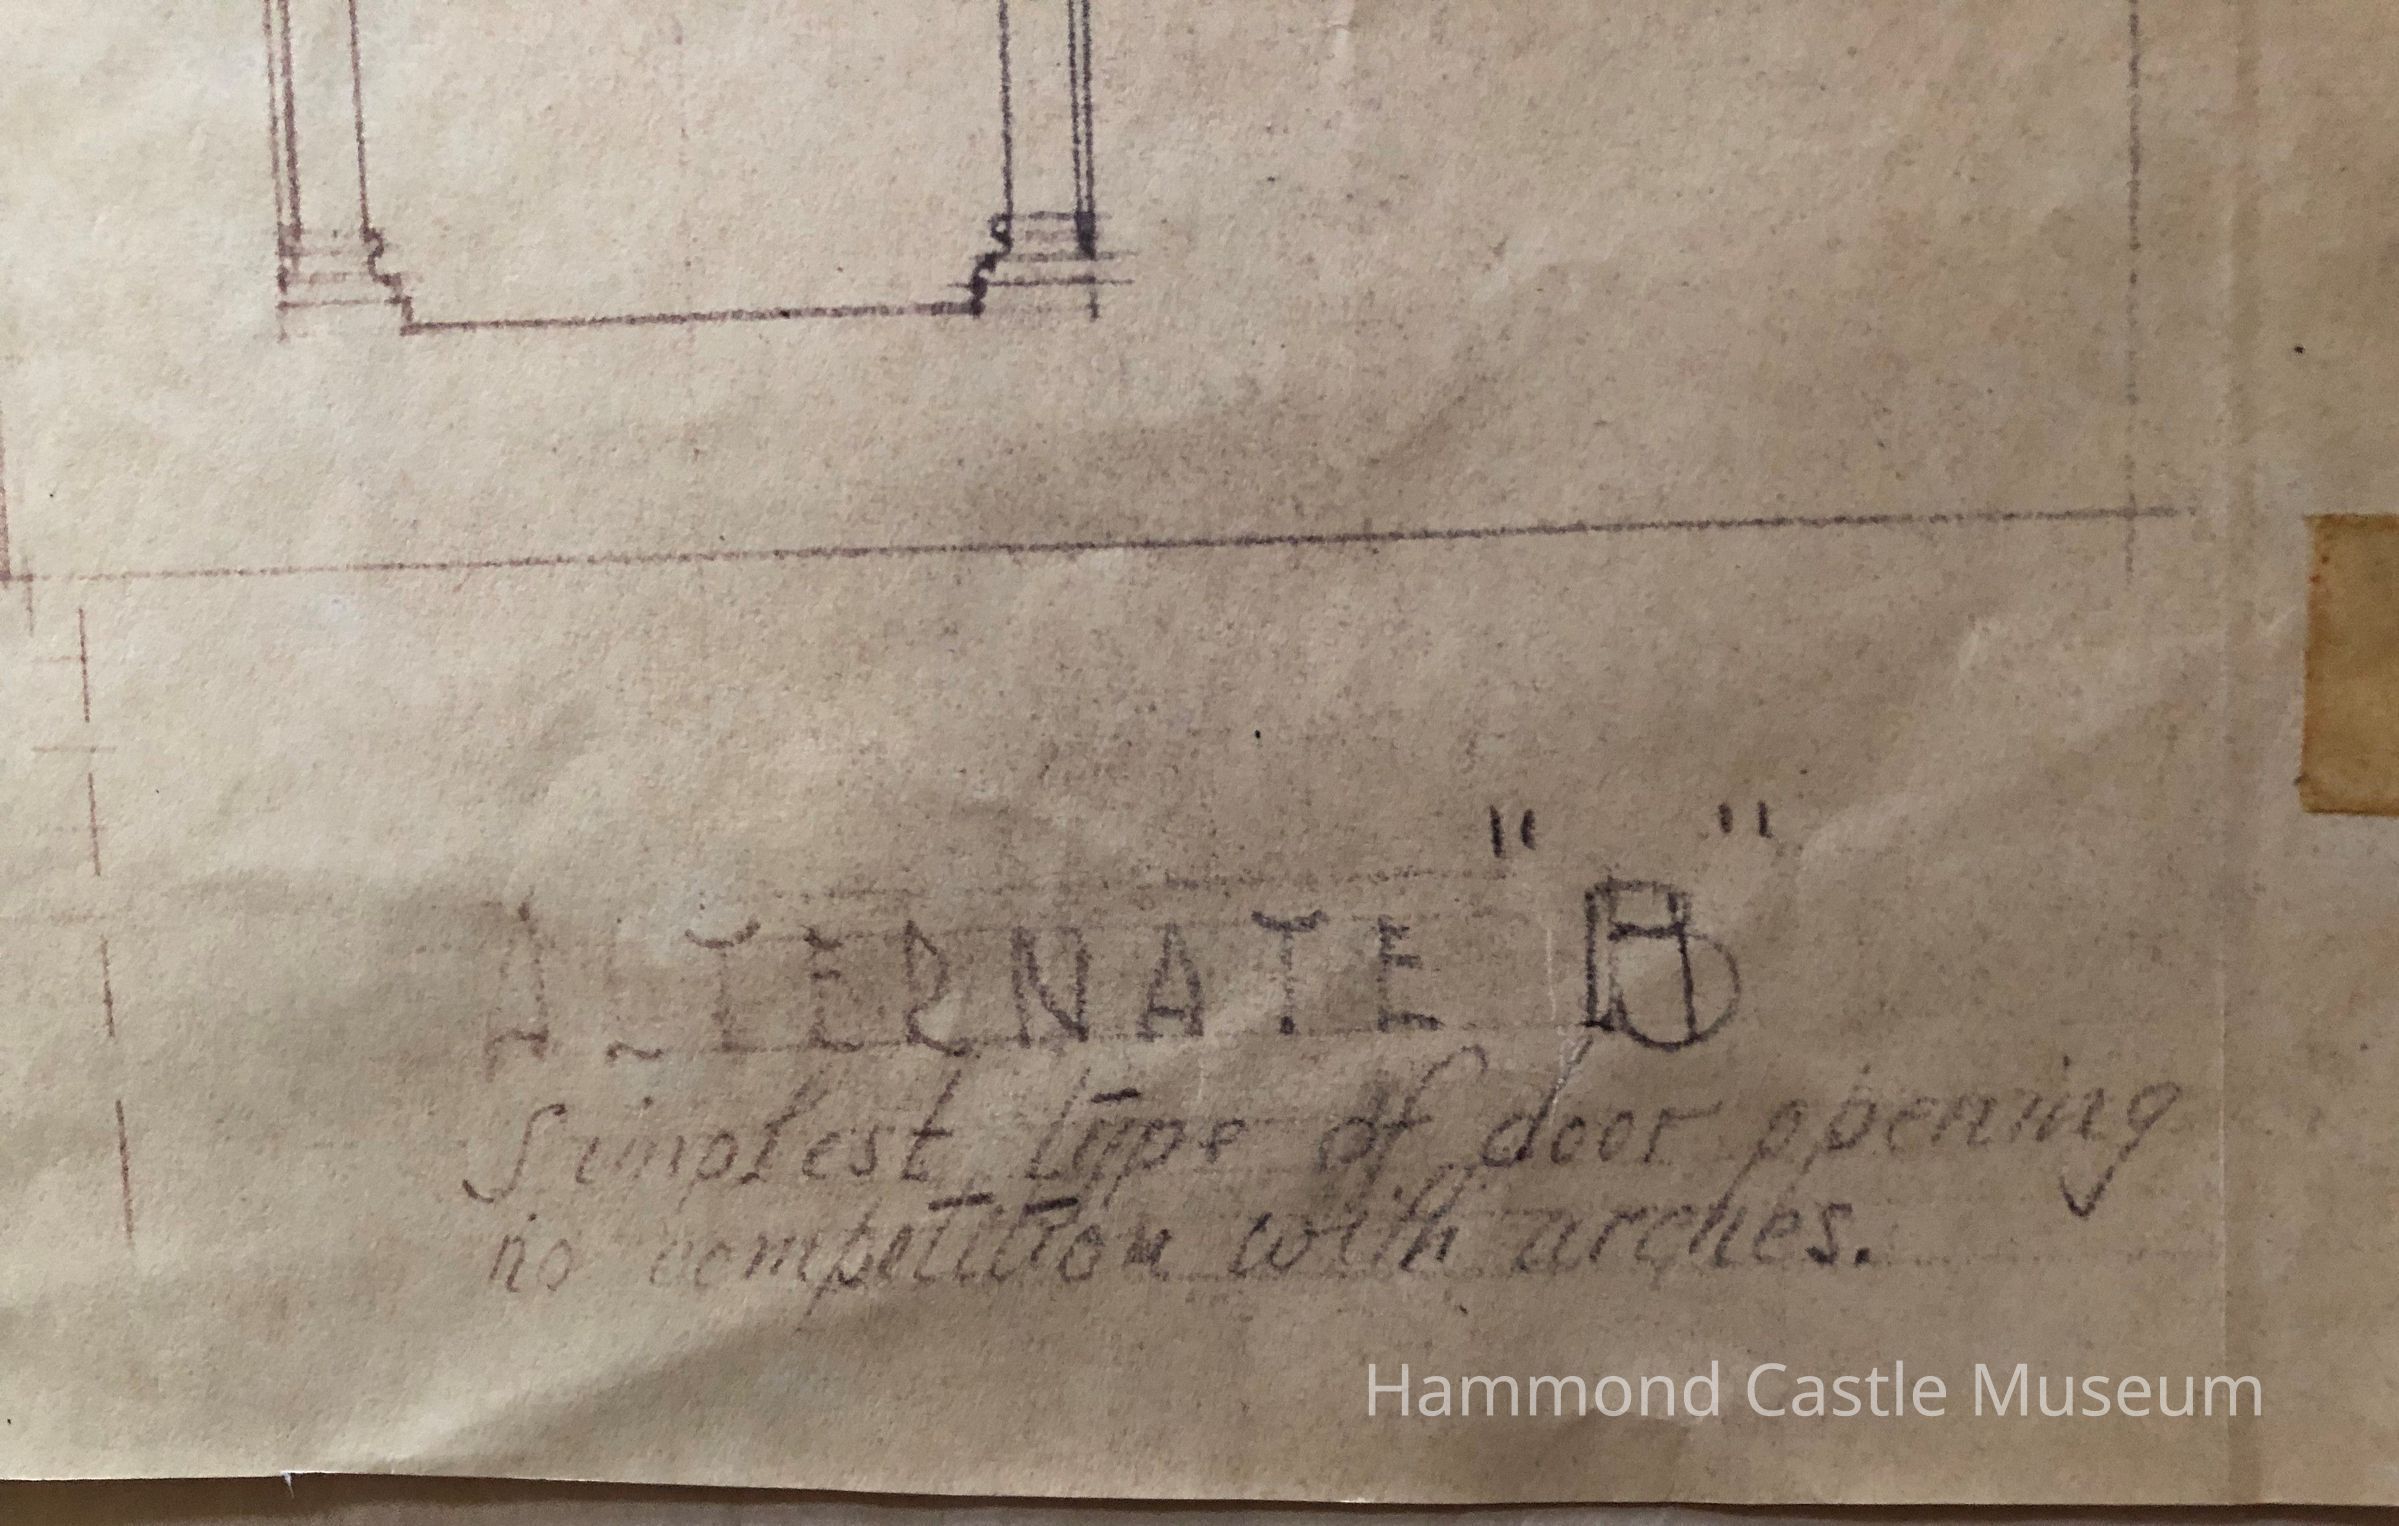 ALTERNATE "B"
Simplest type of door opening
no competition with arches.
Hammond Castle Museum